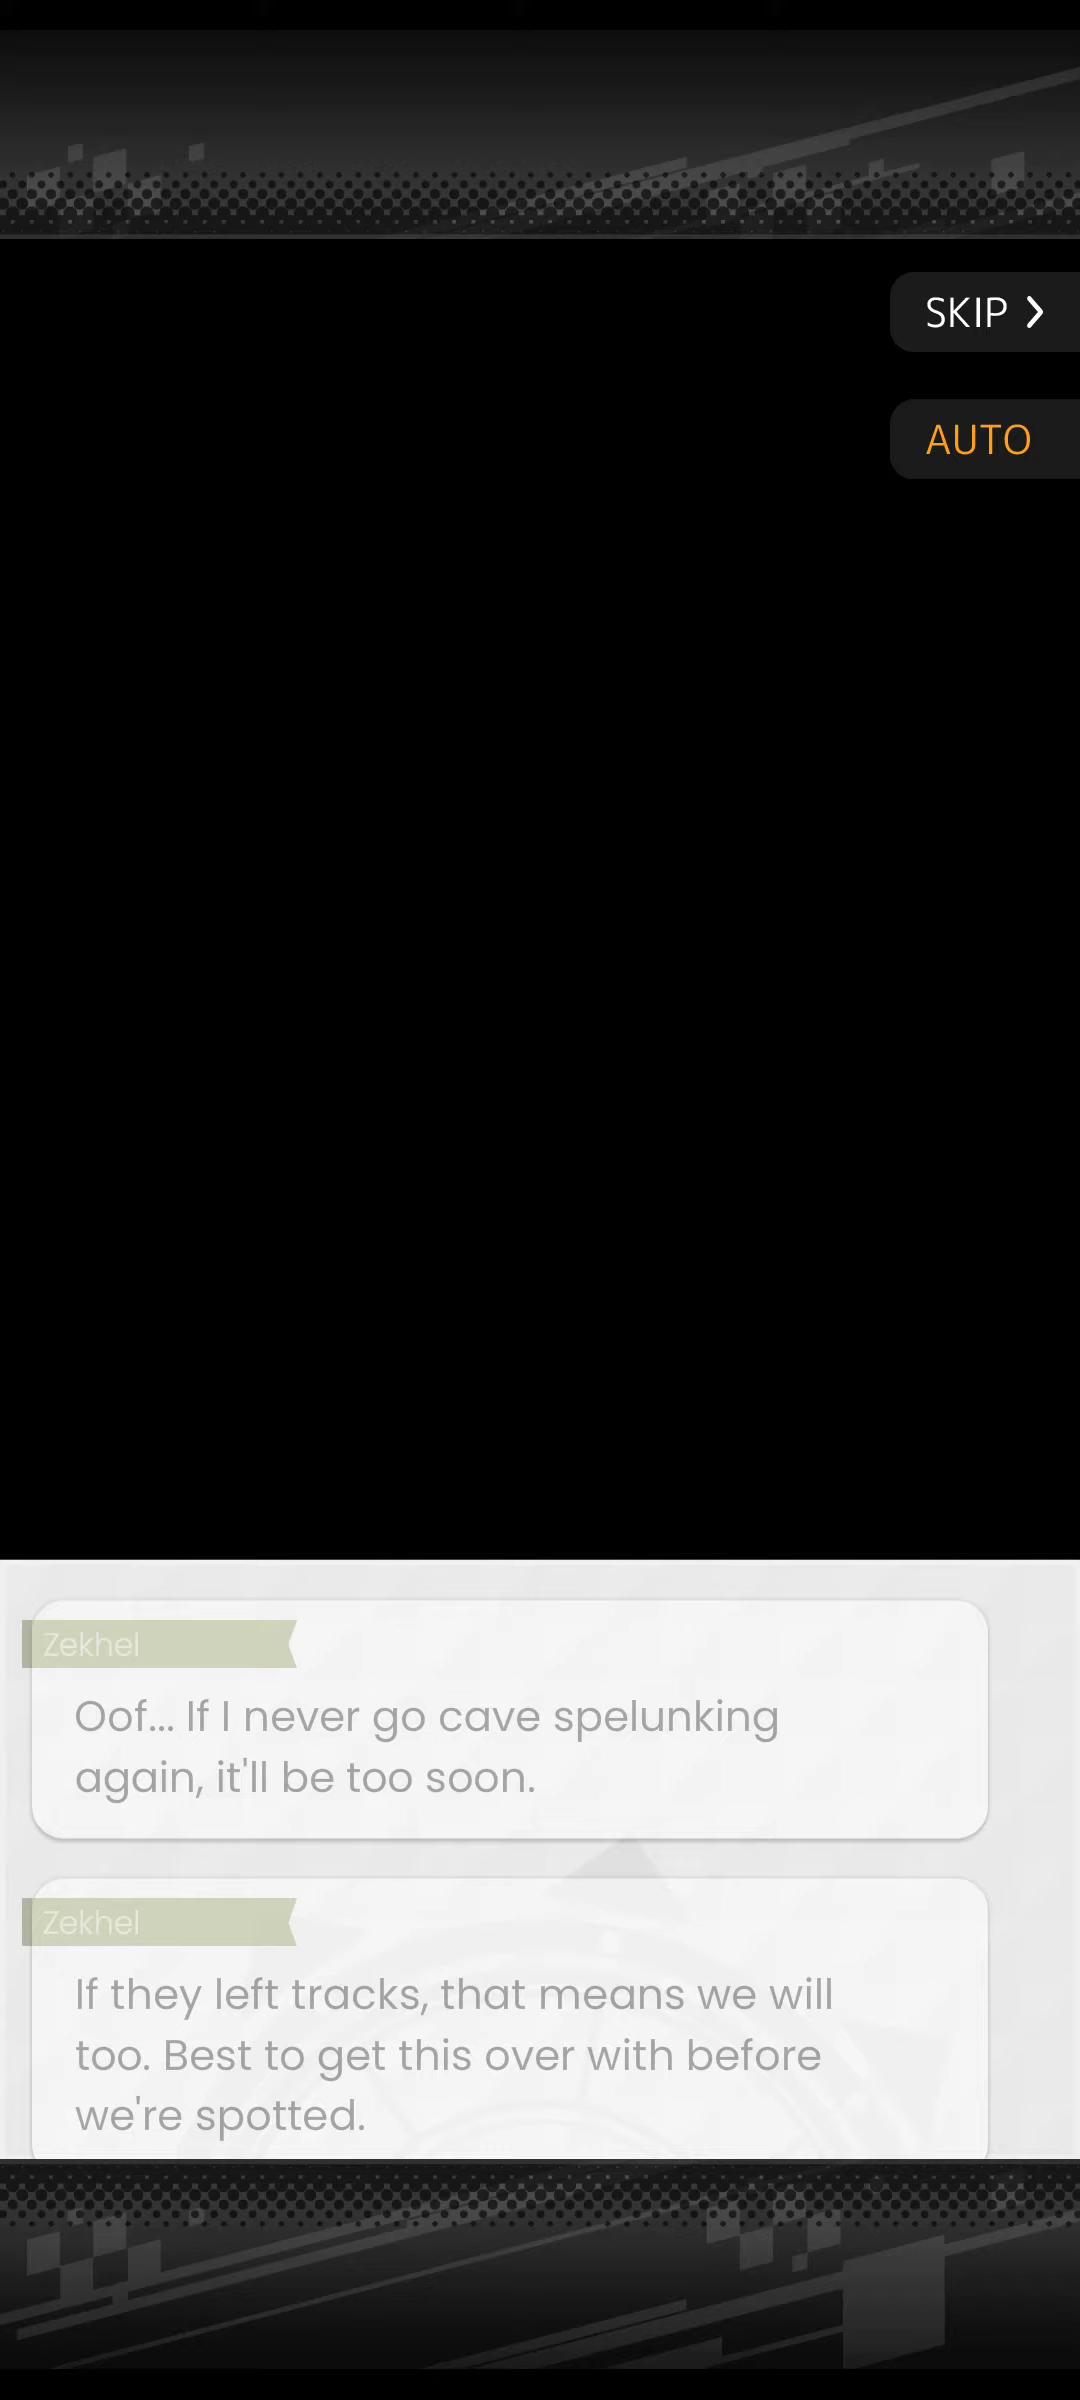 SKIP
AUTO
Zekhel
Oof... If I never go cave spelunking
again, it'll be too soon.
Zekhel
If they left tracks, that means we will
too. Best to get this over with before
we're spotted.